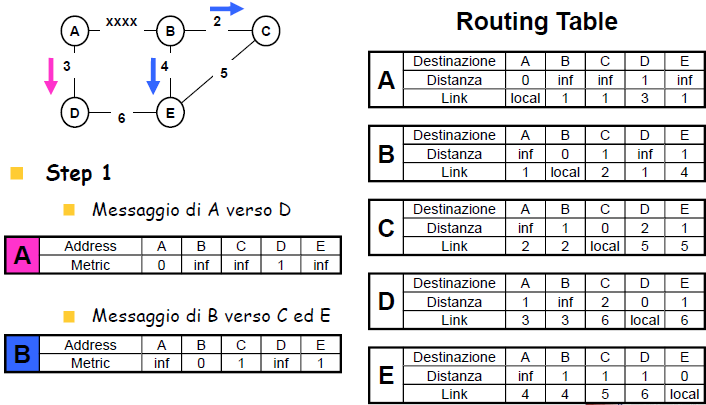 A xxxx B 2 C
3 4 5
D 6 E
Step 1
Messaggio di A verso D
A
Address A B C D E
Metric 0 inf inf 1 inf
Messaggio di B verso C ed E
B
Address A B C D E
Metric inf 0 1 inf 1
Routing Table
A
Destinazione A B C D E
Distanza 0 inf inf 1 inf
Link local 1 1 3 1
B
Destinazione A B C D E
Distanza inf 0 1 inf 1
Link 1 local 2 1 4
C
Destinazione A B C D E
Distanza inf 1 0 2 1
Link 2 2 local 5 5
D
Destinazione A B C D E
Distanza 1 inf 2 0 1
Link 3 3 6 local 6
E
Destinazione A B C D E
Distanza inf 1 1 1 0
Link 4 4 5 6 local